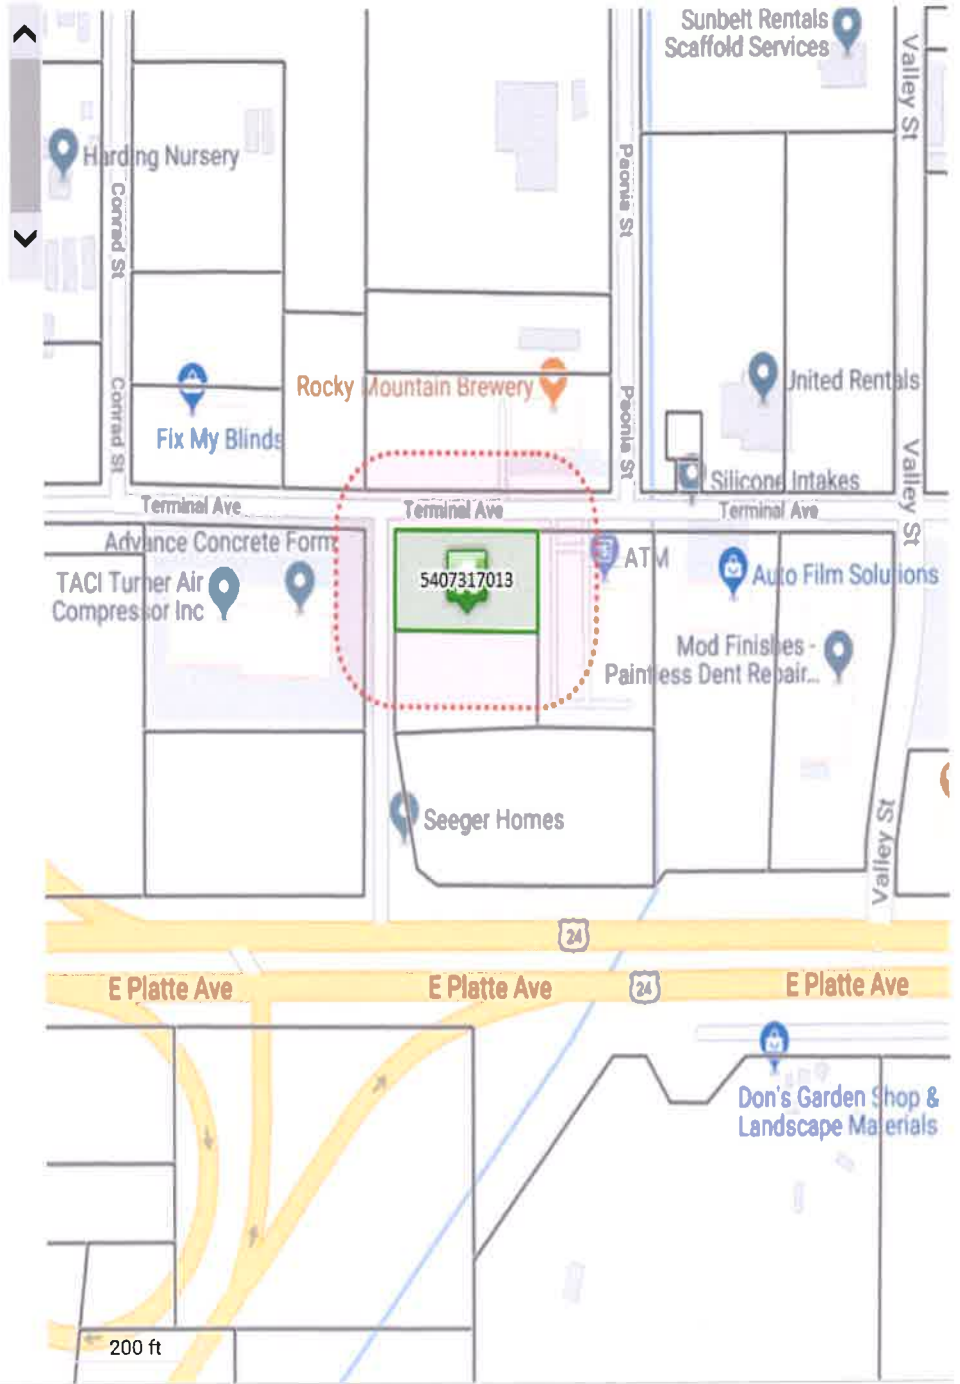 Sunbelt Rentals
Scaffold Services
Valley St
Harding Nursery
Conrad St
Paonia St
Rocky Mountain Brewery
United Rentals
Conrad St
Paonia St
Fix My Blinds
Silicone Intakes
Valley St
Terminal Ave
Terminal Ave
Terminal Ave
Advance Concrete Form
ATM
TACI Turner Air
Compressor Inc
5407317013
Auto Film Solutions
Mod Finishes -
Paintless Dent Repair...
Seeger Homes
Valley St
24
E Platte Ave
E Platte Ave
24
E Platte Ave
Don's Garden Shop &
Landscape Materials
200 ft